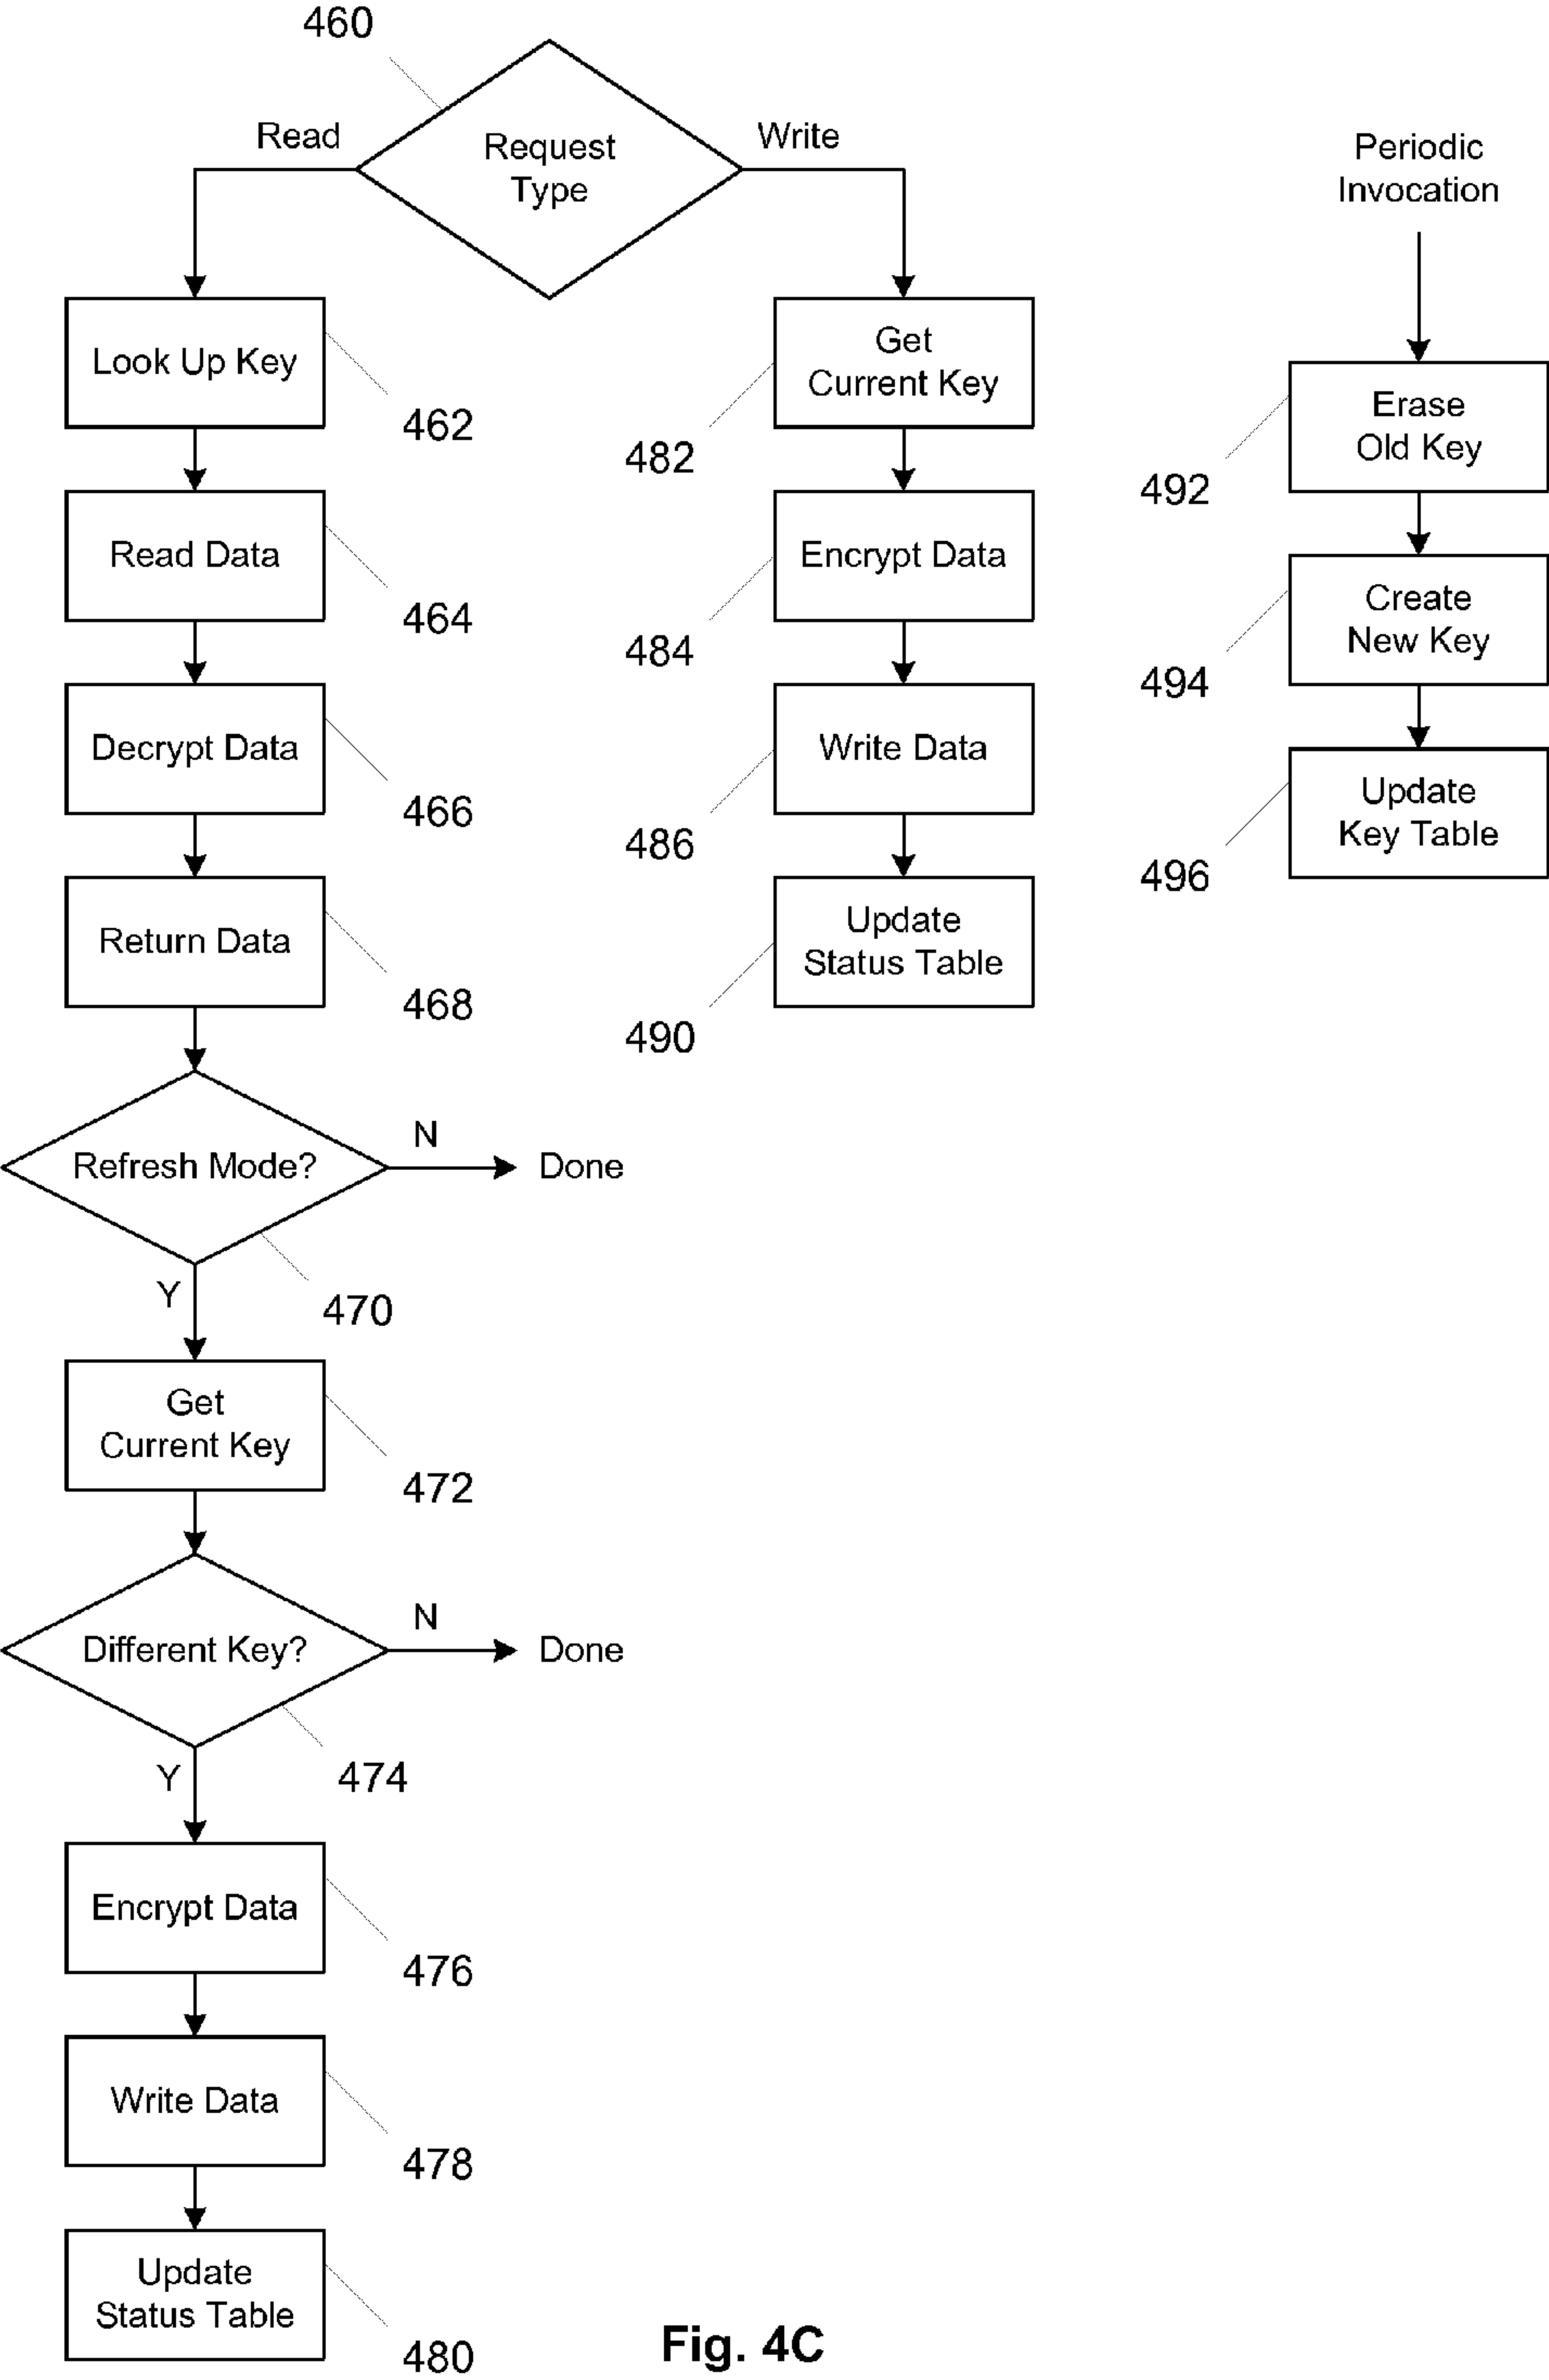 460
Read
Request
Type
Write
Look Up Key
462
Read Data
464
Decrypt Data
466
Return Data
468
Refresh Mode?
N
Done
470
Y
Get
Current Key
472
Different Key?
N
Done
474
Y
Encrypt Data
476
Write Data
478
Update
Status Table
480
Get
Current Key
482
Encrypt Data
484
Write Data
486
Update
Status Table
490
Periodic
Invocation
Erase
Old Key
492
Create
New Key
494
Update
Key Table
496
Fig. 4C